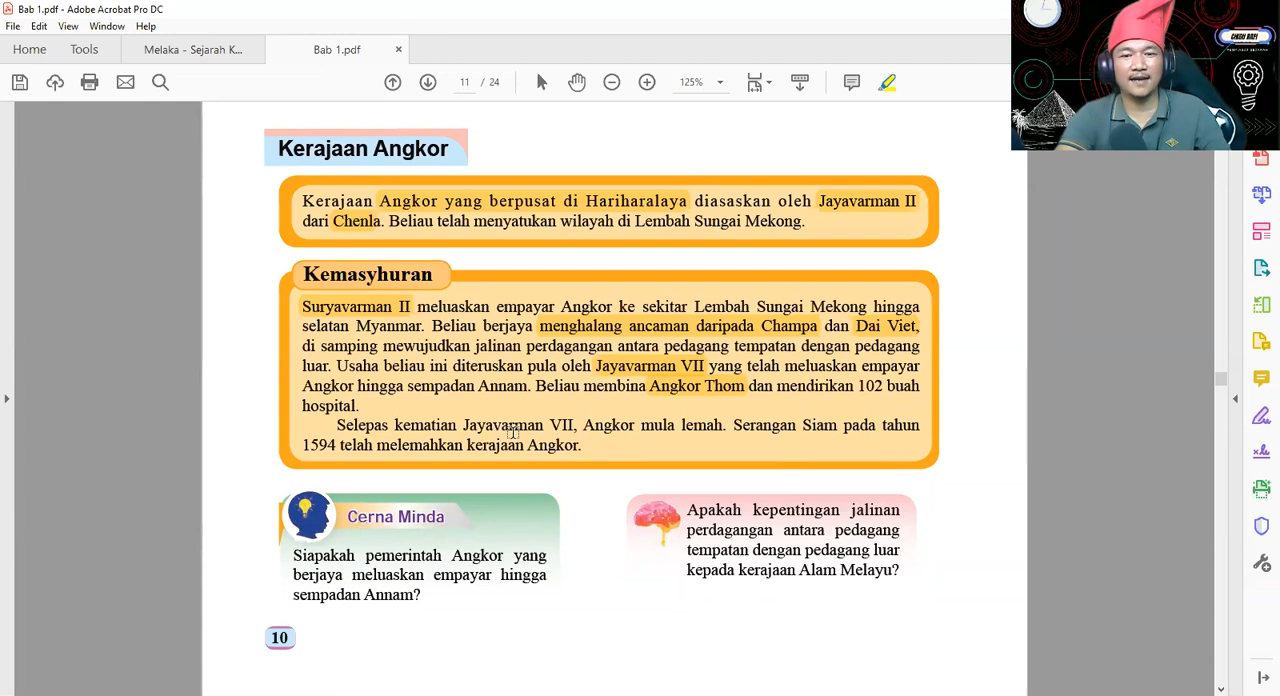 Bab 1.pdf - Adobe Acrobat Pro DC
File Edit View Window Help
Home Tools Melaka - Sejarah K... Bab 1.pdf ×
11 / 24 125%
Kerajaan Angkor
Kerajaan Angkor yang berpusat di Hariharalaya diasaskan oleh Jayavarman II
dari Chenla. Beliau telah menyatukan wilayah di Lembah Sungai Mekong.
Kemasyhuran
Suryavarman II meluaskan empayar Angkor ke sekitar Lembah Sungai Mekong hingga
selatan Myanmar. Beliau berjaya menghalang ancaman daripada Champa dan Dai Viet,
di samping mewujudkan jalinan perdagangan antara pedagang tempatan dengan pedagang
luar. Usaha beliau ini diteruskan pula oleh Jayavarman VII yang telah meluaskan empayar
Angkor hingga sempadan Annam. Beliau membina Angkor Thom dan mendirikan 102 buah
hospital.
Selepas kematian Jayavarman VII, Angkor mula lemah. Serangan Siam pada tahun
1594 telah melemahkan kerajaan Angkor.
Cerna Minda
Siapakah pemerintah Angkor yang
berjaya meluaskan empayar hingga
sempadan Annam?
Apakah kepentingan jalinan
perdagangan antara pedagang
tempatan dengan pedagang luar
kepada kerajaan Alam Melayu?
10